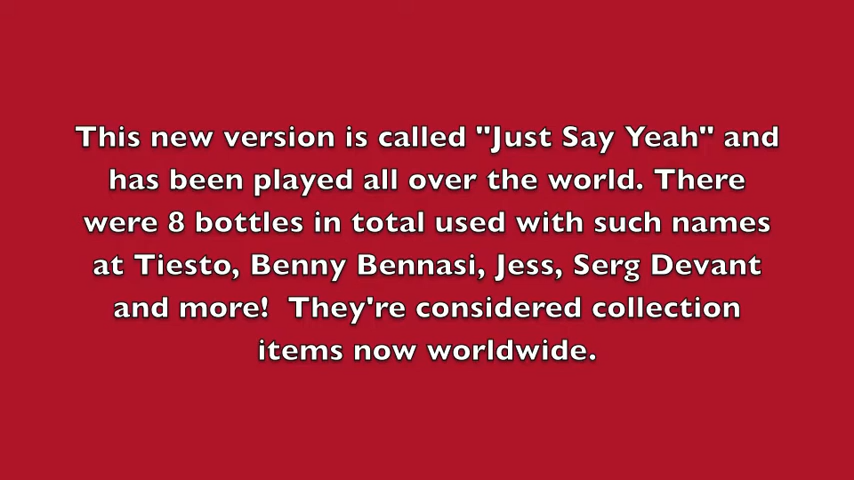 This new version is called "Just Say Yeah" and
has been played all over the world. There
were 8 bottles in total used with such names
at Tiesto, Benny Bennasi, Jess, Serg Devant
and more!  They're considered collection
items now worldwide.